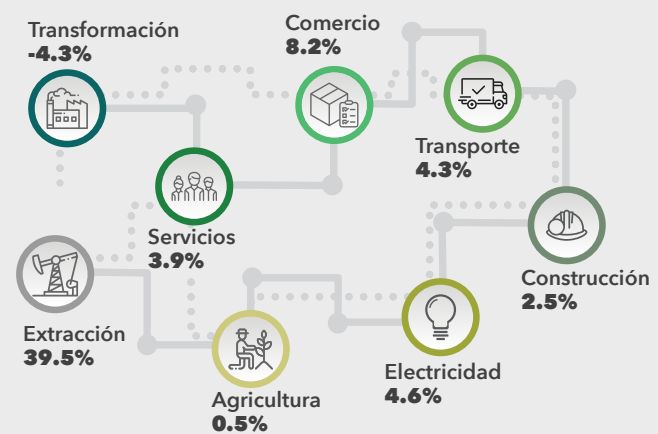 Transformación
-4.3%
Comercio
8.2%
Transporte
4.3%
Servicios
3.9%
Construcción
2.5%
Extracción
39.5%
Electricidad
4.6%
Agricultura
0.5%